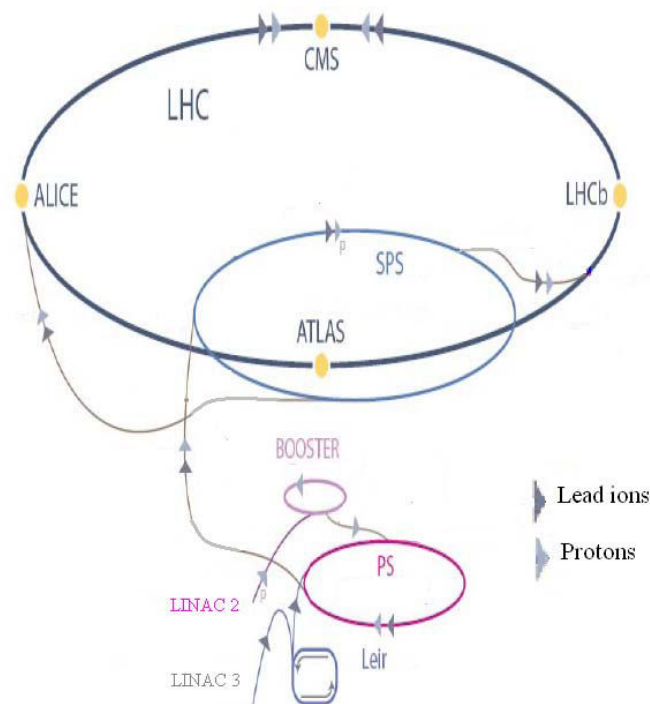 CMS
LHC
ALICE
LHCb
p
SPS
ATLAS
BOOSTER
Lead ions
Protons
PS
p
LINAC 2
Leir
LINAC 3